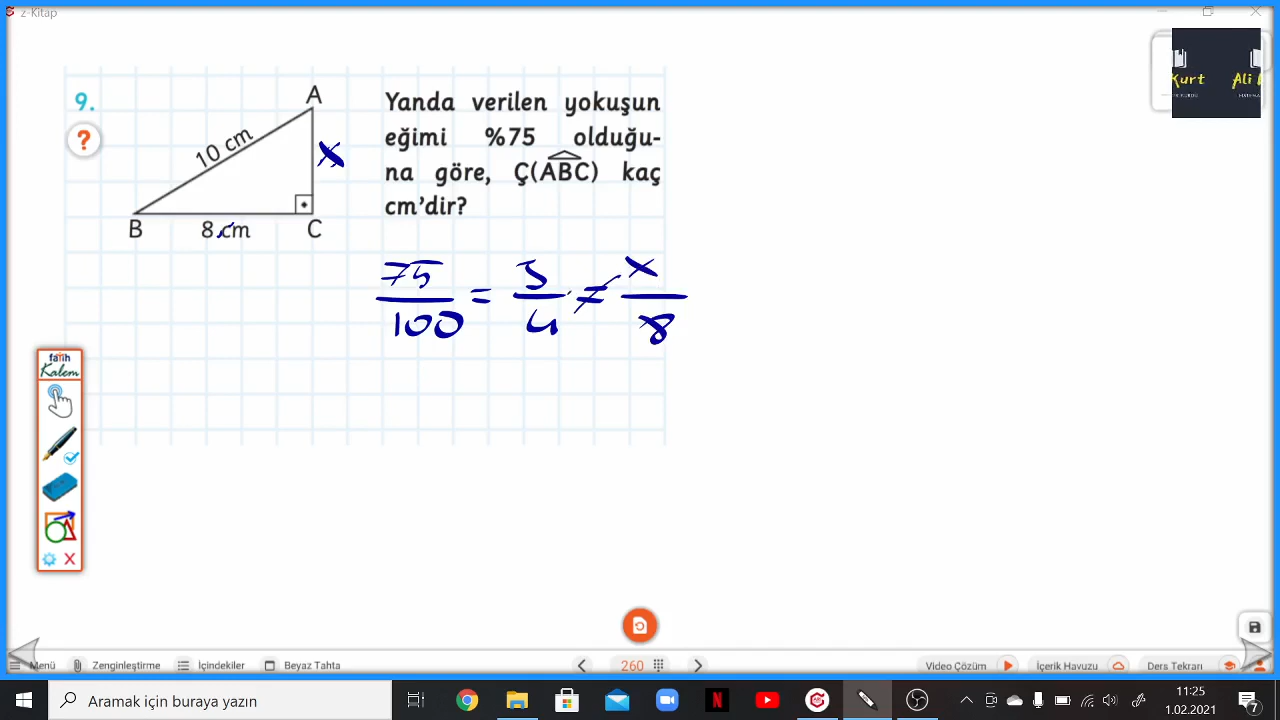 z-Kitap
Kurt
Ali
9.
?
A
10 cm
x
B
8 cm
C
Yanda verilen yokuşun
eğimi %75 olduğu-
na göre, Ç(ABC) kaç
cm'dir?
75/100 = 3/4 = x/8
fatih
Kalem
Menü
Zenginleştirme
İçindekiler
Beyaz Tahta
260
Video Çözüm
İçerik Havuzu
Ders Tekrarı
Aramak için buraya yazın
11:25
1.02.2021
7